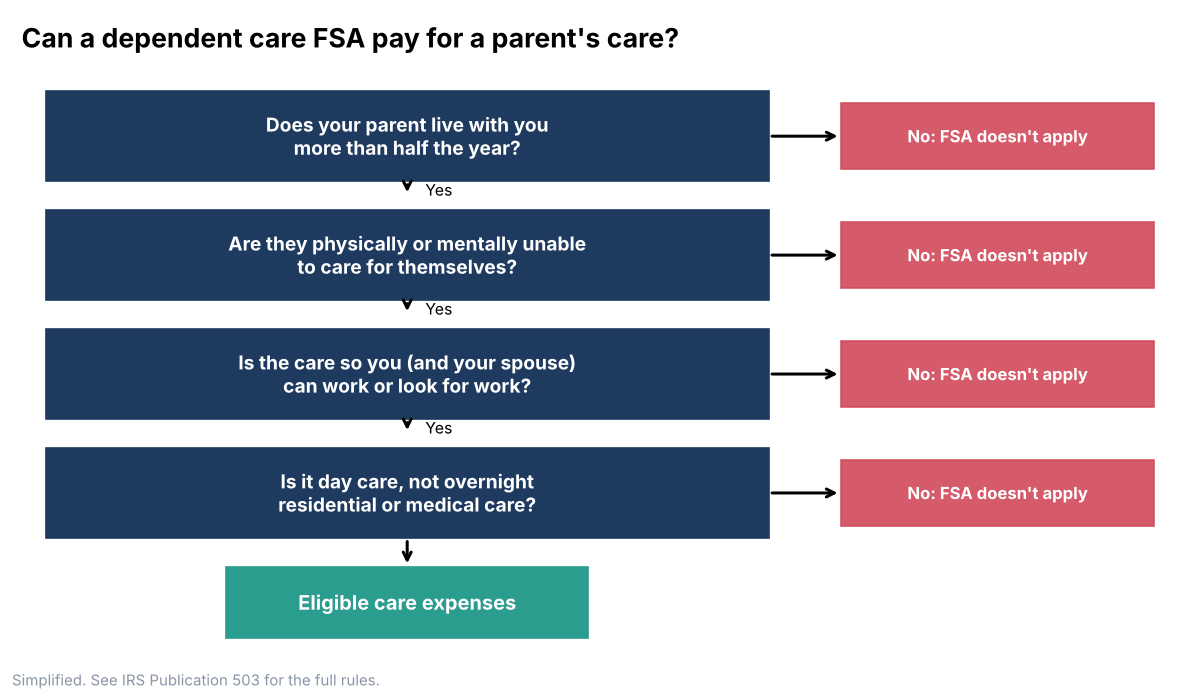 Can a dependent care FSA pay for a parent's care?
Does your parent live with you
more than half the year?
No: FSA doesn't apply
Yes
Are they physically or mentally unable
to care for themselves?
No: FSA doesn't apply
Yes
Is the care so you (and your spouse)
can work or look for work?
No: FSA doesn't apply
Yes
Is it day care, not overnight
residential or medical care?
No: FSA doesn't apply
Eligible care expenses
Simplified. See IRS Publication 503 for the full rules.